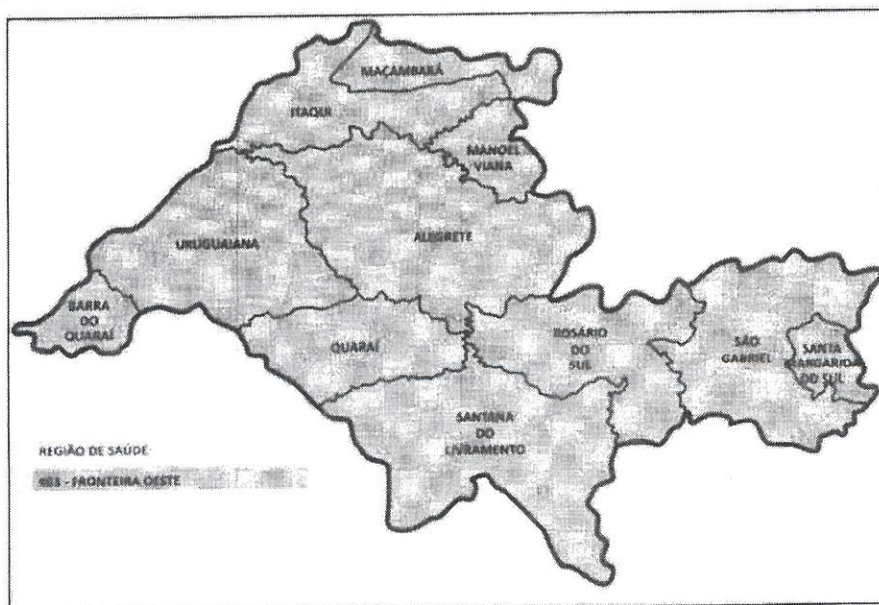 MAÇAMBARÁ
ITAQUI
MANOEL
VIANA
URUGUAIANA
ALEGRETE
BARRA
DO
QUARAÍ
QUARAÍ
ROSÁRIO
DO
SUL
SÃO
GABRIEL
SANTA
MARGARIDA
DO SUL
SANTANA
DO
LIVRAMENTO
REGIÃO DE SAÚDE
- FRONTEIRA OESTE